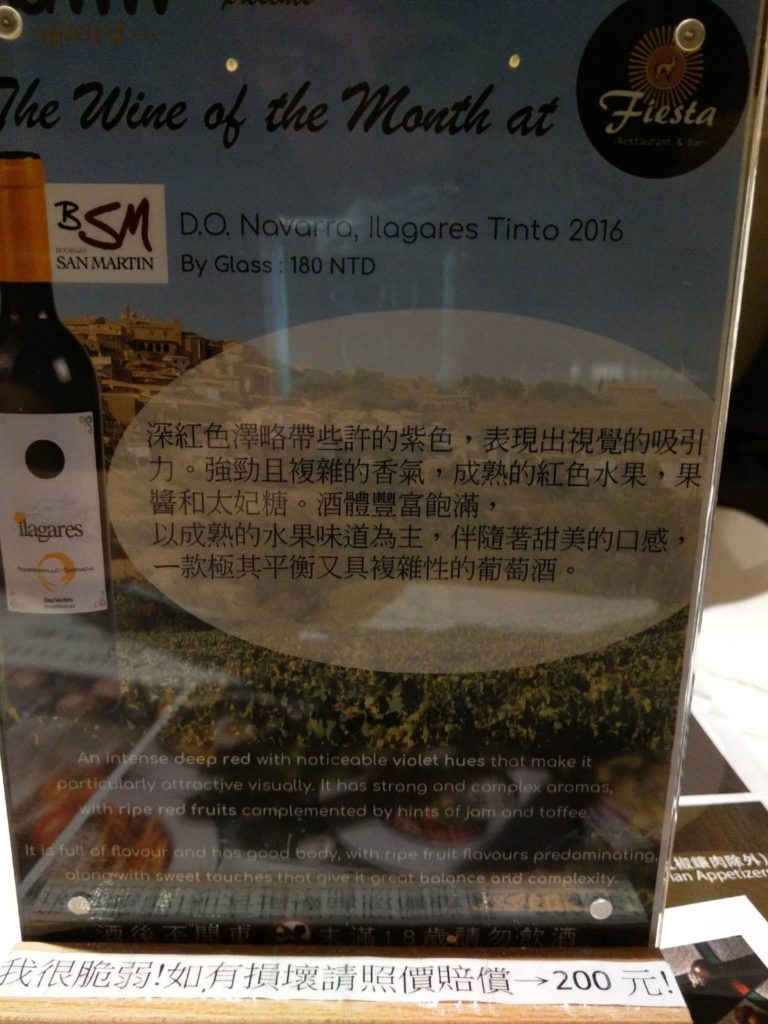 The Wine of the Month at
Fiesta
Restaurant & Bar
BSM
BODEGAS
SAN MARTIN
D.O. Navarra, Ilagares Tinto 2016
By Glass : 180 NTD
深紅色澤略帶些許的紫色，表現出視覺的吸引
力。強勁且複雜的香氣，成熟的紅色水果，果
醬和太妃糖。酒體豐富飽滿，
以成熟的水果味道為主，伴隨著甜美的口感，
一款極其平衡又具複雜性的葡萄酒。
ilagares
TEMPRANILLO - GARNACHA
An intense deep red with noticeable violet hues that make it
particularly attractive visually. It has strong and complex aromas,
with ripe red fruits complemented by hints of jam and toffee.
It is full of flavour and has good body, with ripe fruit flavours predominating,
along with sweet touches that give it great balance and complexity.
酒後不開車 未滿18歲請勿飲酒
我很脆弱!如有損壞請照價賠償→200 元!
肉除外)
Appetizer